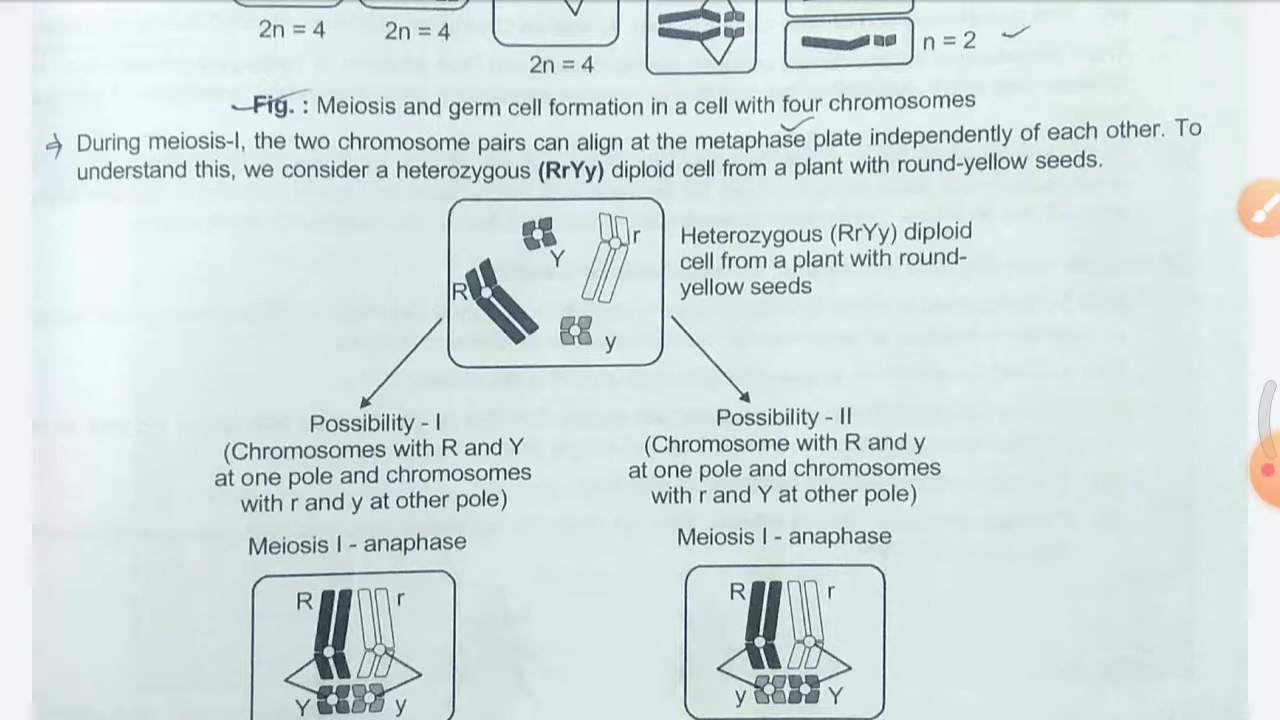 2n = 4
2n = 4
n = 2
2n = 4
Fig. : Meiosis and germ cell formation in a cell with four chromosomes
During meiosis-I, the two chromosome pairs can align at the metaphase plate independently of each other. To
understand this, we consider a heterozygous (RrYy) diploid cell from a plant with round-yellow seeds.
r
Y
R
y
Heterozygous (RrYy) diploid
cell from a plant with round-
yellow seeds
Possibility - I
(Chromosomes with R and Y
at one pole and chromosomes
with r and y at other pole)
Meiosis I - anaphase
R
r
Y
y
Possibility - II
(Chromosome with R and y
at one pole and chromosomes
with r and Y at other pole)
Meiosis I - anaphase
R
r
y
Y